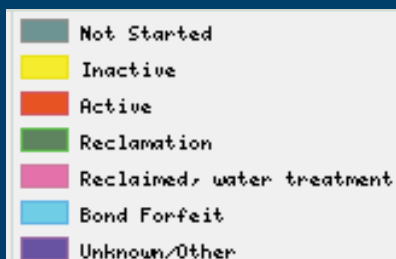 Not Started
Inactive
Active
Reclamation
Reclaimed, water treatment
Bond Forfeit
Unknown/Other